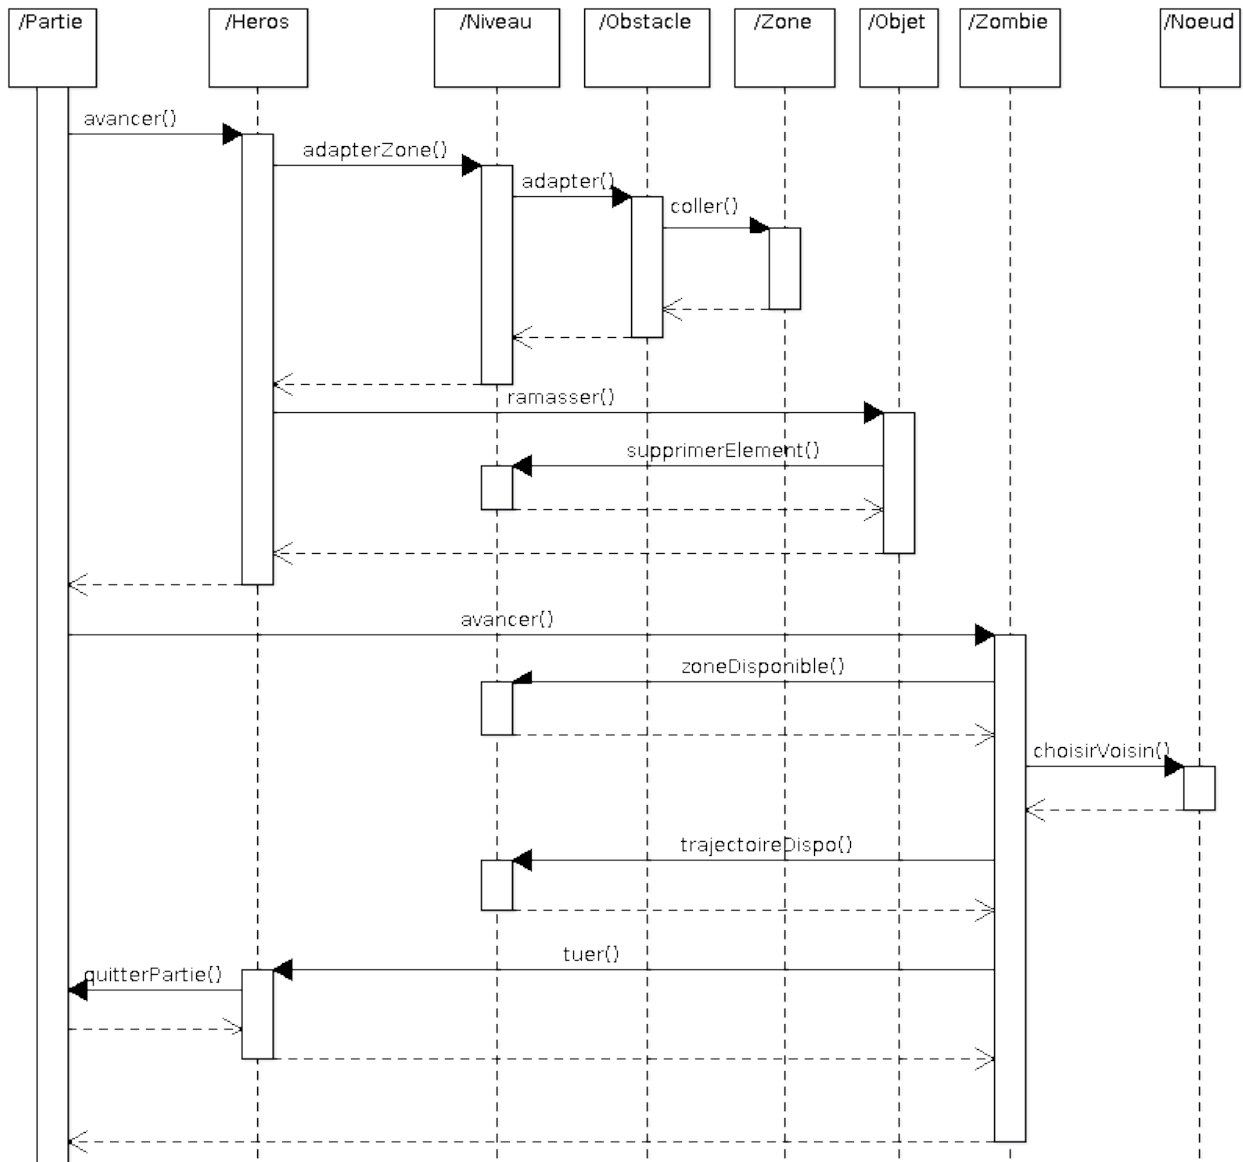 /Partie
/Heros
/Niveau
/Obstacle
/Zone
/Objet
/Zombie
/Noeud
avancer()
adapterZone()
adapter()
coller()
ramasser()
supprimerElement()
avancer()
zoneDisponible()
choisirVoisin()
trajectoireDispo()
tuer()
quitterPartie()